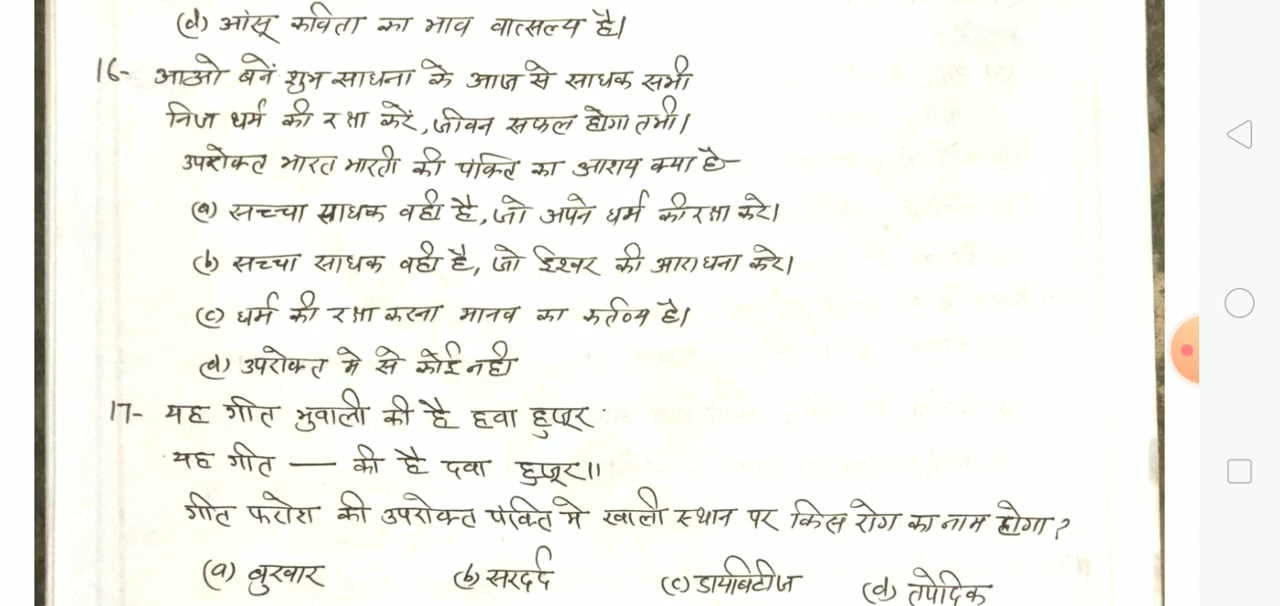 (d) आंसू कविता का भाव वात्सल्य है।
16- आओ बनें शुभ साधना के आज से साधक सभी
निज धर्म की रक्षा करें, जीवन सफल होगा तभी।
उपरोक्त भारत भारती की पंक्ति का आशय क्या है-
(a) सच्चा साधक वही है, जो अपने धर्म की रक्षा करे।
(b) सच्चा साधक वही है, जो ईश्वर की आराधना करे।
(c) धर्म की रक्षा करना मानव का कर्तव्य है।
(d) उपरोक्त मे से कोई नही
17- यह गीत भुवाली की है हवा हुजूर
यह गीत — की है दवा हुजूर॥
गीत फरोश की उपरोक्त पंक्ति मे खाली स्थान पर किस रोग का नाम होगा?
(a) बुखार (b) सरदर्द (c) डायबिटीज (d) तपेदिक